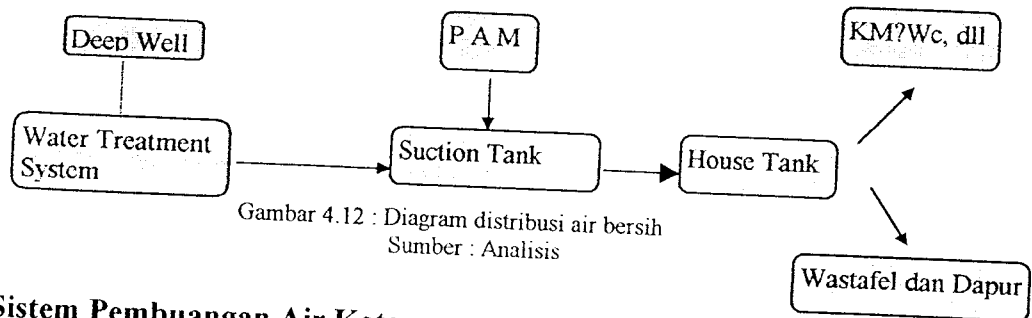 Deep Well
P A M
KM?Wc, dll
Water Treatment
System
Suction Tank
House Tank
Gambar 4.12 : Diagram distribusi air bersih
Sumber : Analisis
Wastafel dan Dapur
Sistem Pembuangan Air